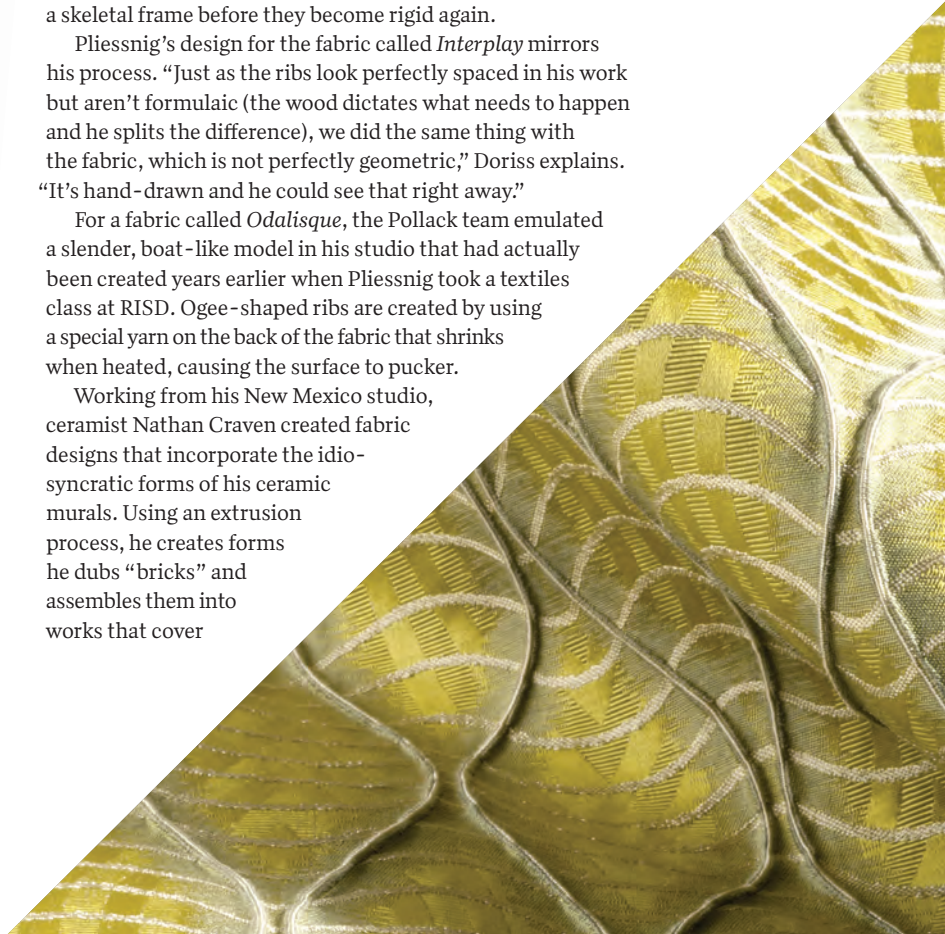 a skeletal frame before they become rigid again.
Pliessnig’s design for the fabric called Interplay mirrors
his process. “Just as the ribs look perfectly spaced in his work
but aren’t formulaic (the wood dictates what needs to happen
and he splits the difference), we did the same thing with
the fabric, which is not perfectly geometric,” Doriss explains.
“It’s hand-drawn and he could see that right away.”
For a fabric called Odalisque, the Pollack team emulated
a slender, boat-like model in his studio that had actually
been created years earlier when Pliessnig took a textiles
class at RISD. Ogee-shaped ribs are created by using
a special yarn on the back of the fabric that shrinks
when heated, causing the surface to pucker.
Working from his New Mexico studio,
ceramist Nathan Craven created fabric
designs that incorporate the idio-
syncratic forms of his ceramic
murals. Using an extrusion
process, he creates forms
he dubs “bricks” and
assembles them into
works that cover